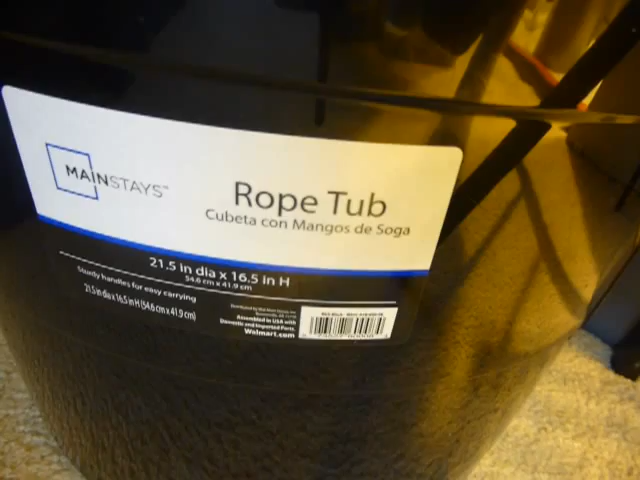 MAINSTAYS™
Rope Tub
Cubeta con Mangos de Soga
21.5 in dia x 16.5 in H
54.6 cm x 41.9 cm
Sturdy handles for easy carrying
21.5 in dia x 16.5 in H (54.6 cm x 41.9 cm)
Assembled in USA with
Domestic and Imported Parts
Walmart.com